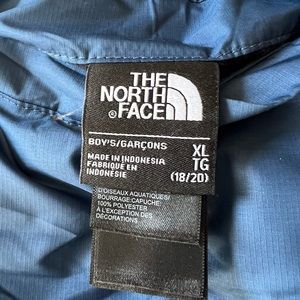 THE
NORTH
FACE
®
BOY'S/GARÇONS
MADE IN INDONESIA
FABRIQUÉ EN
INDONÉSIE
XL
TG
(18/20)
D'OISEAUX AQUATIQUES/
BOURRAGE:CAPUCHE:
100% POLYESTER
À L'EXCEPTION DES
DÉCORATIONS